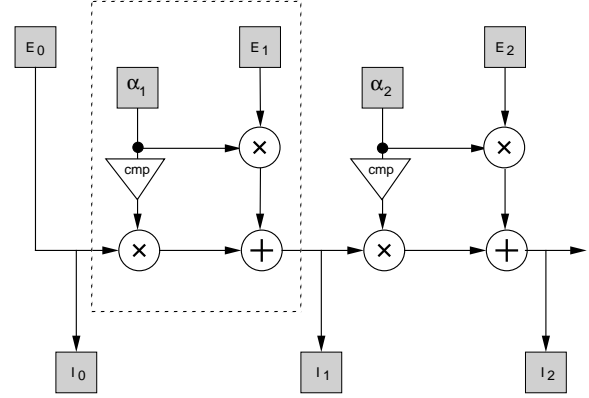 E0
E1
E2
α1
α2
×
×
cmp
cmp
×
+
×
+
I0
I1
I2